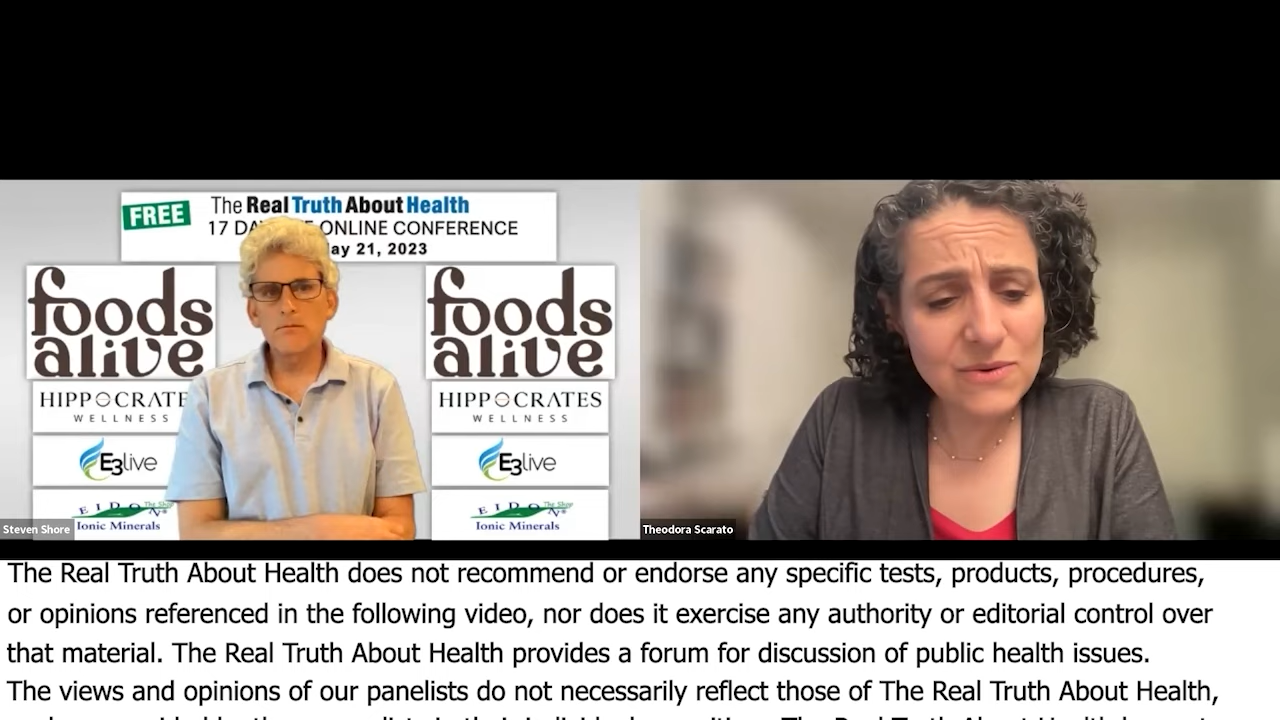 FREE
The Real Truth About Health
ONLINE CONFERENCE
May 21, 2023
foods alive
foods alive
HIPPOCRATES WELLNESS
HIPPOCRATES WELLNESS
E3live
E3live
Ionic Minerals
EIDON The Shop
Ionic Minerals
Steven Shore
Theodora Scarato
The Real Truth About Health does not recommend or endorse any specific tests, products, procedures,
or opinions referenced in the following video, nor does it exercise any authority or editorial control over
that material. The Real Truth About Health provides a forum for discussion of public health issues.
The views and opinions of our panelists do not necessarily reflect those of The Real Truth About Health,